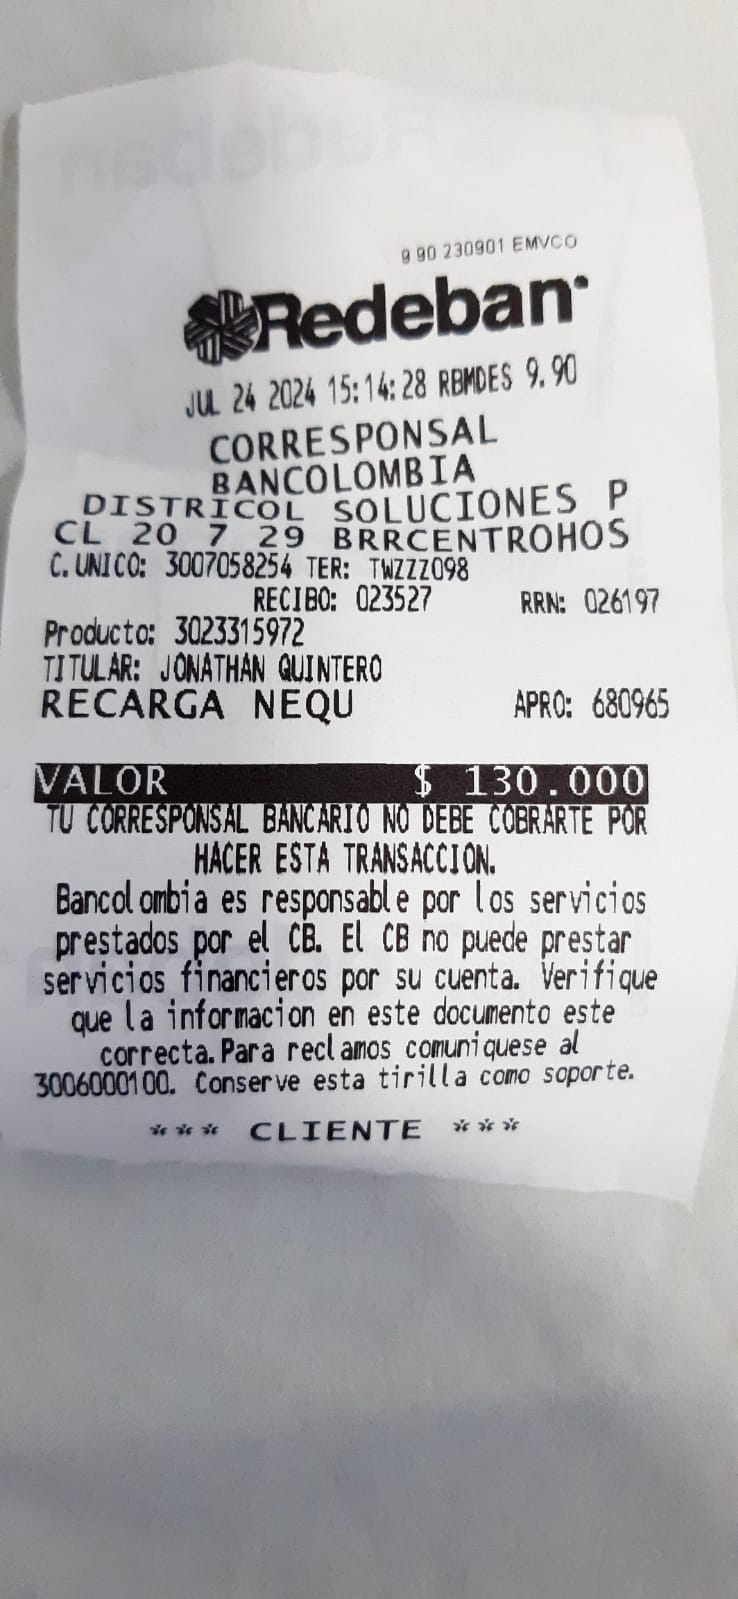 9 90 230901 EMVCO
Redeban
JUL 24 2024 15:14:28 RBMDES 9.90
CORRESPONSAL
BANCOLOMBIA
DISTRICOL SOLUCIONES P
CL 20 7 29 BRRCENTROHOS
C. UNICO: 3007058254 TER: TWZZZ098
RECIBO: 023527 RRN: 026197
Producto: 3023315972
TITULAR: JONATHAN QUINTERO
RECARGA NEQU APRO: 680965
VALOR $ 130.000
TU CORRESPONSAL BANCARIO NO DEBE COBRARTE POR
HACER ESTA TRANSACCION.
Bancolombia es responsable por los servicios
prestados por el CB. El CB no puede prestar
servicios financieros por su cuenta. Verifique
que la informacion en este documento este
correcta. Para reclamos comuniquese al
3006000100. Conserve esta tirilla como soporte.
*** CLIENTE ***